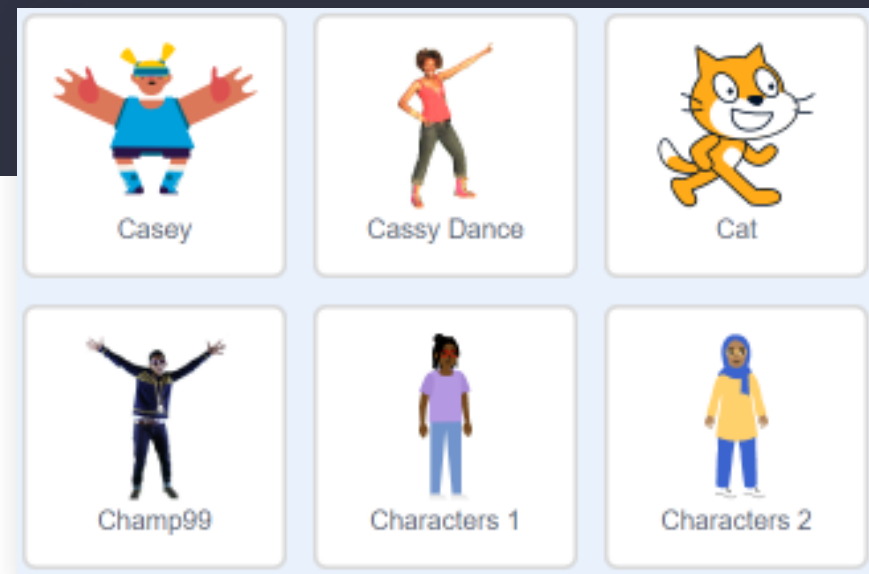 Casey
Cassy Dance
Cat
Champ99
Characters 1
Characters 2